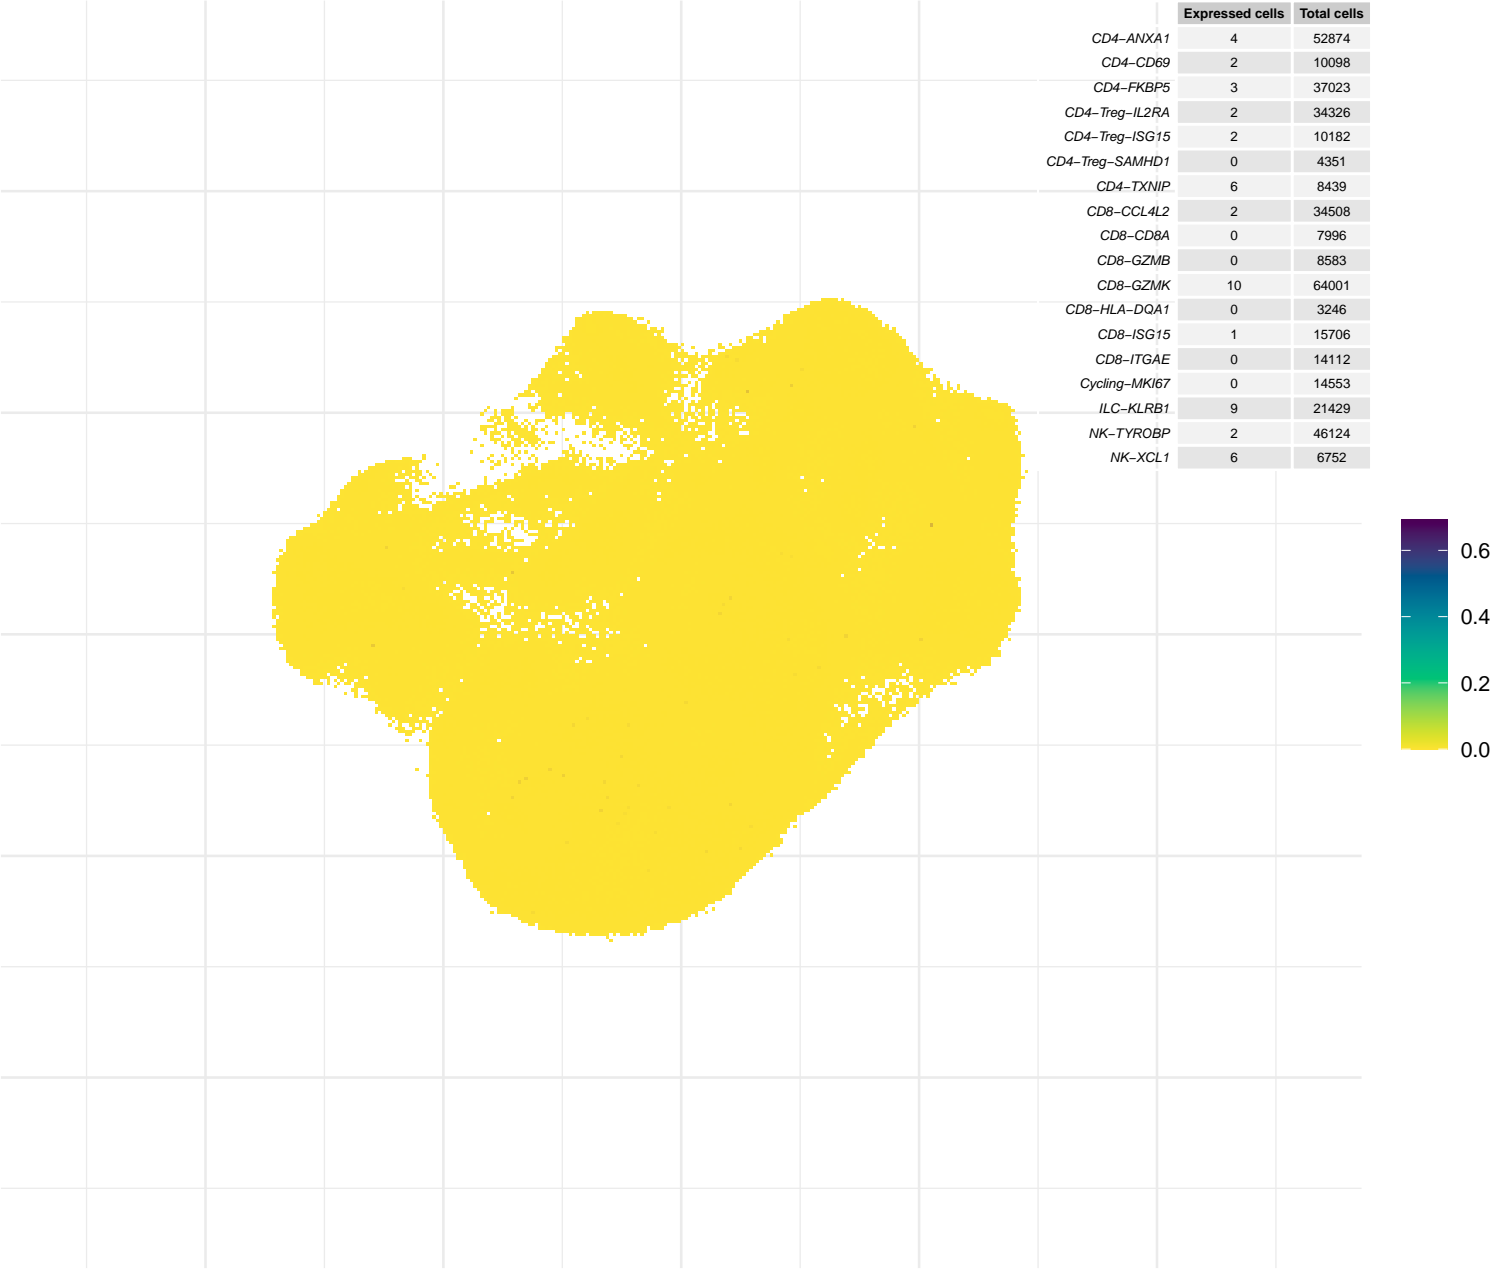 Expressed cells Total cells
CD4−ANXA1 4 52874
CD4−CD69 2 10098
CD4−FKBP5 3 37023
CD4−Treg−IL2RA 2 34326
CD4−Treg−ISG15 2 10182
CD4−Treg−SAMHD1 0 4351
CD4−TXNIP 6 8439
CD8−CCL4L2 2 34508
CD8−CD8A 0 7996
CD8−GZMB 0 8583
CD8−GZMK 10 64001
CD8−HLA−DQA1 0 3246
CD8−ISG15 1 15706
CD8−ITGAE 0 14112
Cycling−MKI67 0 14553
ILC−KLRB1 9 21429
NK−TYROBP 2 46124
NK−XCL1 6 6752
0.6
0.4
0.2
0.0